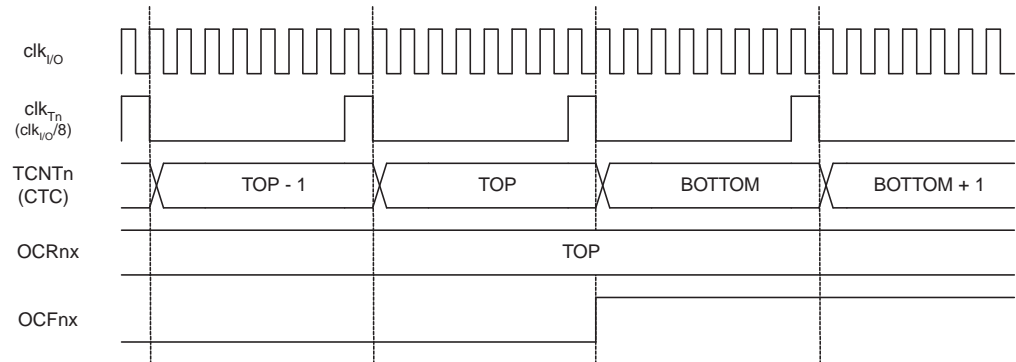 clkI/O
clkTn
(clkI/O/8)
TCNTn
(CTC)
TOP - 1
TOP
BOTTOM
BOTTOM + 1
OCRnx
TOP
OCFnx